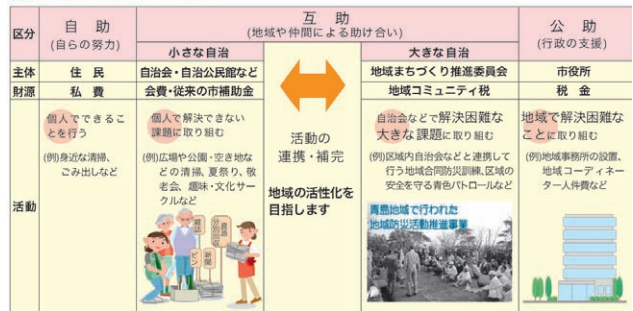 区分
自助
(自らの努力)
互助
(地域や仲間による助け合い)
公助
(行政の支援)
小さな自治
大きな自治
主体
住民
自治会・自治公民館など
地域まちづくり推進委員会
市役所
財源
私費
会費・従来の市補助金
地域コミュニティ税
税金
活動
個人でできるこ
とを行う
(例)身近な清掃、
ごみ出しなど
個人で解決できない
課題に取り組む
(例)広場や公園・空き地な
どの清掃、夏祭り、敬
老会、趣味・文化サー
クルなど
雑誌
分別回収
資源
新聞
ビン
活動の
連携・補完
地域の活性化を
目指します
自治会などで解決困難な
大きな課題に取り組む
(例)区域内自治会などと連携して
行う地域合同防災訓練、区域の
安全を守る青色パトロールなど
青島地域で行われた
地域防災活動推進事業
地域で解決困難な
ことに取り組む
(例)地域事務所の設置、
地域コーディネー
ター人件費など